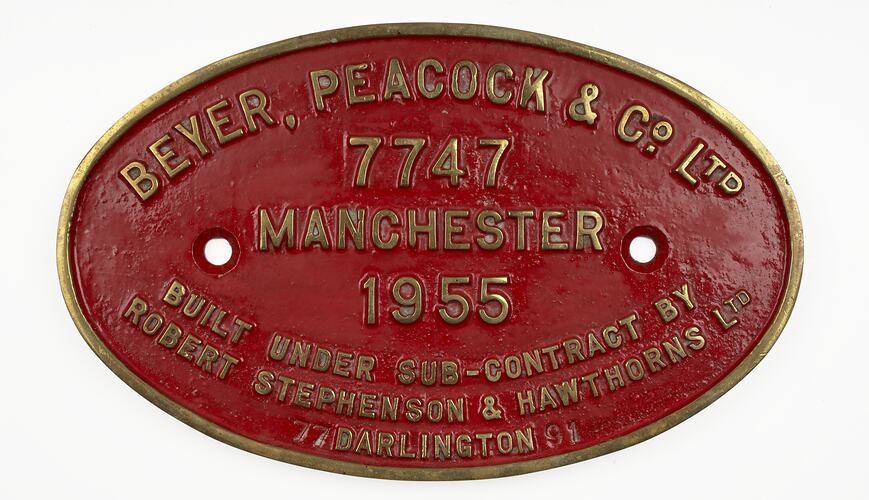 BEYER, PEACOCK & Co. LTD
7747
MANCHESTER
1955
BUILT UNDER SUB-CONTRACT BY
ROBERT STEPHENSON & HAWTHORNS LTD
77 DARLINGTON 91